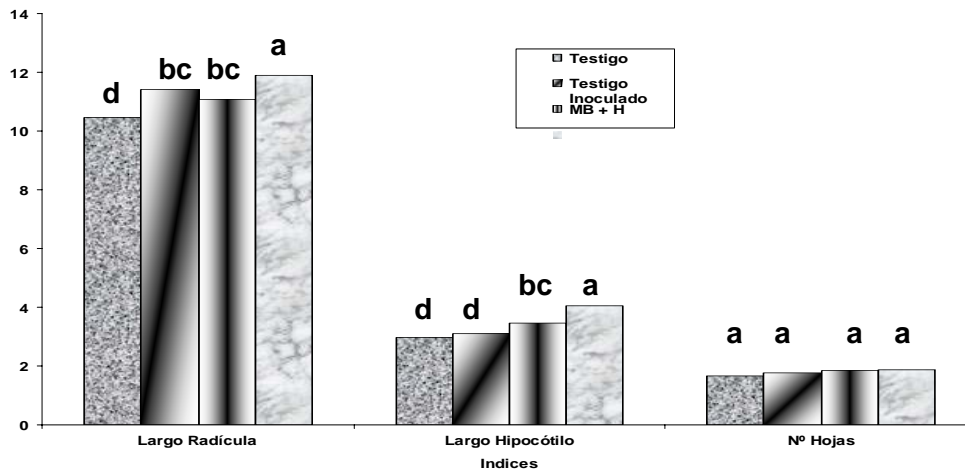 14
12
10
8
6
4
2
0
d
bc
bc
a
d
d
bc
a
a
a
a
a
Testigo
Testigo
Inoculado
MB + H
Largo Radícula
Largo Hipocótilo
Nº Hojas
Indices